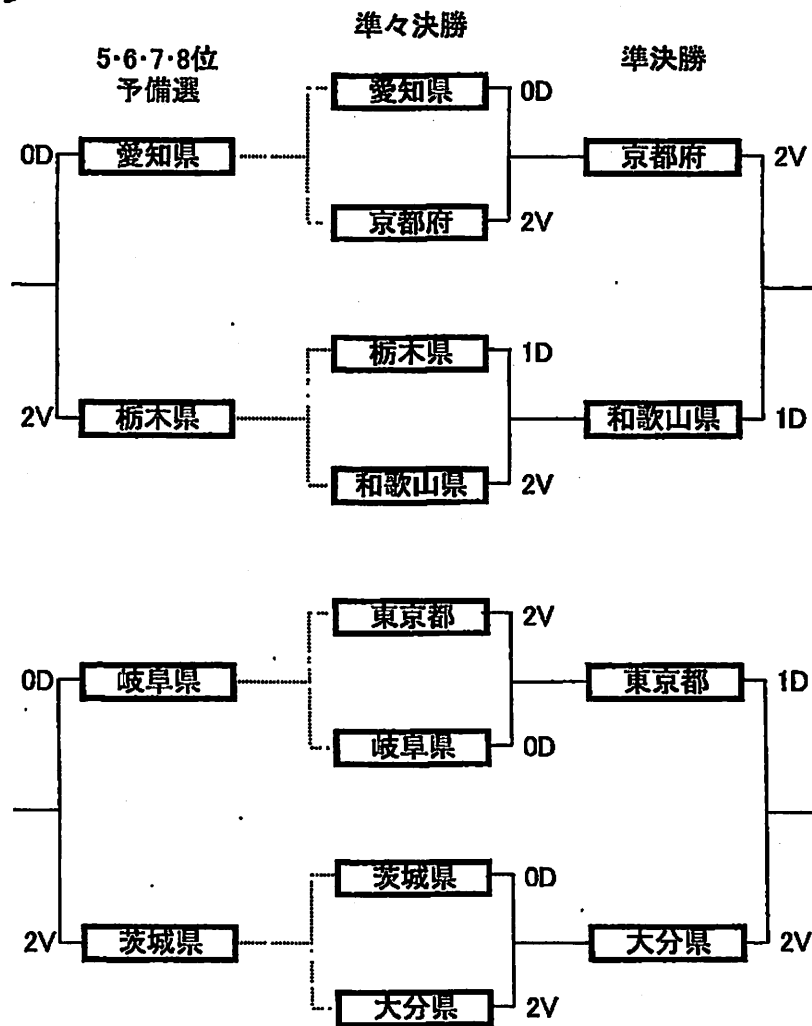 準々決勝
5・6・7・8位
予備選
準決勝
愛知県 0D
0D 愛知県
京都府 2V
京都府 2V
栃木県 1D
2V 栃木県
和歌山県 1D
和歌山県 2V
東京都 2V
0D 岐阜県
東京都 1D
岐阜県 0D
茨城県 0D
2V 茨城県
大分県 2V
大分県 2V